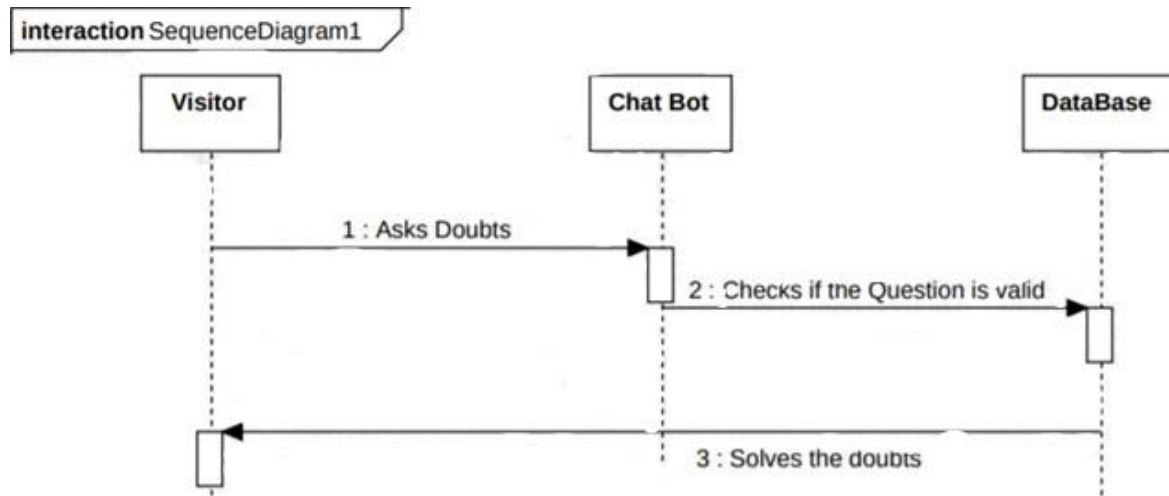 interaction SequenceDiagram1
Visitor
Chat Bot
DataBase
1 : Asks Doubts
2 : Checks if the Question is valid
3 : Solves the doubts